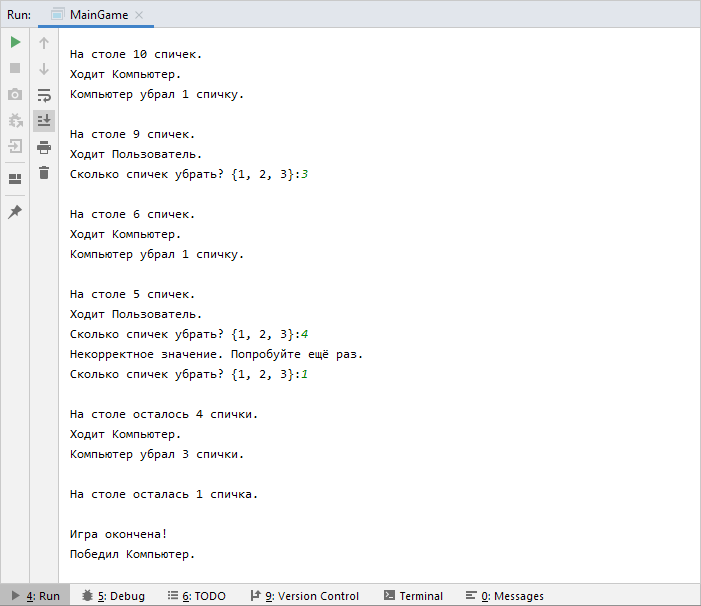 Run: MainGame
На столе 10 спичек.
Ходит Компьютер.
Компьютер убрал 1 спичку.
На столе 9 спичек.
Ходит Пользователь.
Сколько спичек убрать? {1, 2, 3}:3
На столе 6 спичек.
Ходит Компьютер.
Компьютер убрал 1 спичку.
На столе 5 спичек.
Ходит Пользователь.
Сколько спичек убрать? {1, 2, 3}:4
Некорректное значение. Попробуйте ещё раз.
Сколько спичек убрать? {1, 2, 3}:1
На столе осталось 4 спички.
Ходит Компьютер.
Компьютер убрал 3 спички.
На столе осталась 1 спичка.
Игра окончена!
Победил Компьютер.
4: Run 5: Debug 6: TODO 9: Version Control Terminal 0: Messages